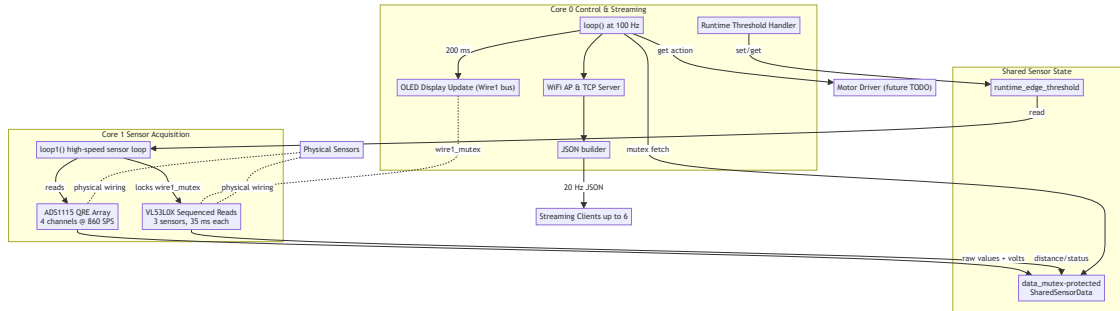 Core 0 Control & Streaming
loop() at 100 Hz
Runtime Threshold Handler
200 ms
get action
set/get
Shared Sensor State
OLED Display Update (Wire1 bus)
WiFi AP & TCP Server
Motor Driver (future TODO)
runtime_edge_threshold
read
Core 1 Sensor Acquisition
loop1() high-speed sensor loop
Physical Sensors
wire1_mutex
JSON builder
mutex fetch
reads
physical wiring
locks wire1_mutex
physical wiring
20 Hz JSON
ADS1115 QRE Array
4 channels @ 860 SPS
VL53L0X Sequenced Reads
3 sensors, 35 ms each
Streaming Clients up to 6
raw values + volts
distance/status
data_mutex-protected
SharedSensorData